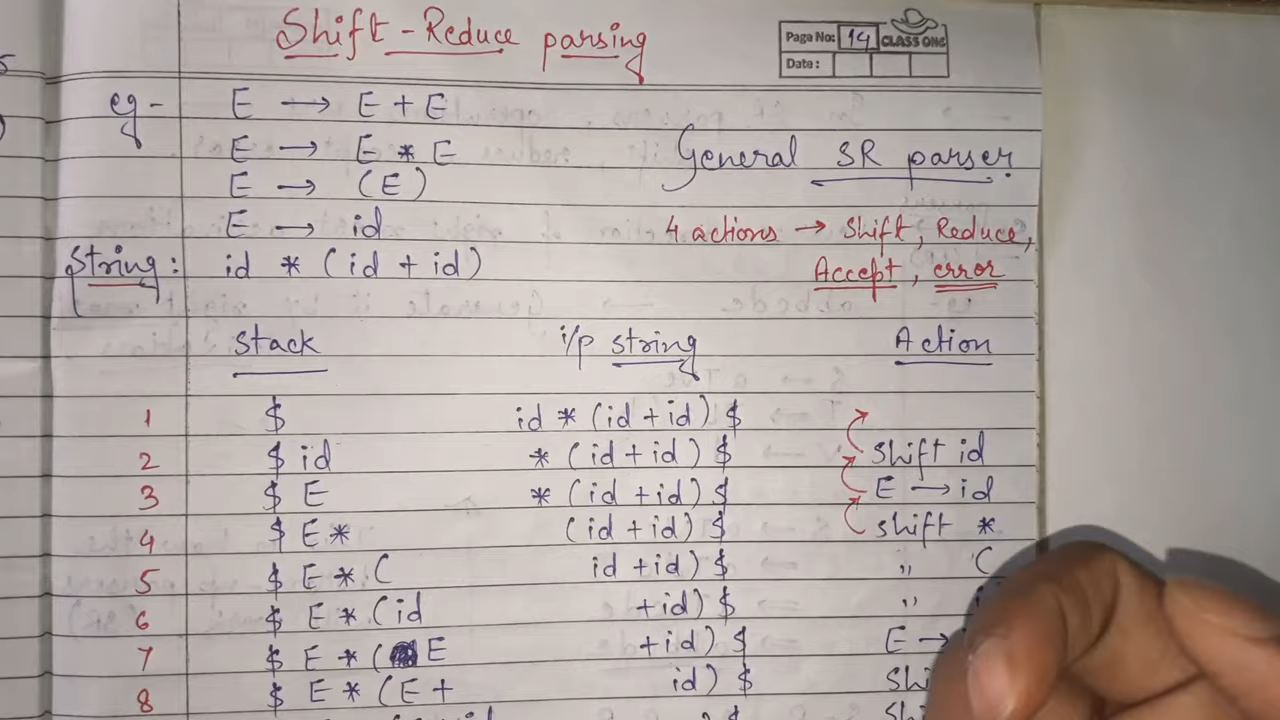 Shift-Reduce parsing
Page No: 14 CLASS ONE
Date:
eg- E → E + E
E → E * E
General SR parser
E → (E)
E → id
4 actions → Shift, Reduce,
Accept, error
String: id * (id + id)
Stack i/p string Action
1 $ id * (id + id) $
2 $ id * (id + id) $ Shift id
3 $ E * (id + id) $ E → id
4 $ E * (id + id) $ shift *
5 $ E * ( id + id) $ ,, (
6 $ E * (id + id) $ ,,
7 $ E * ( E + id) $ E →
8 $ E * (E + id) $